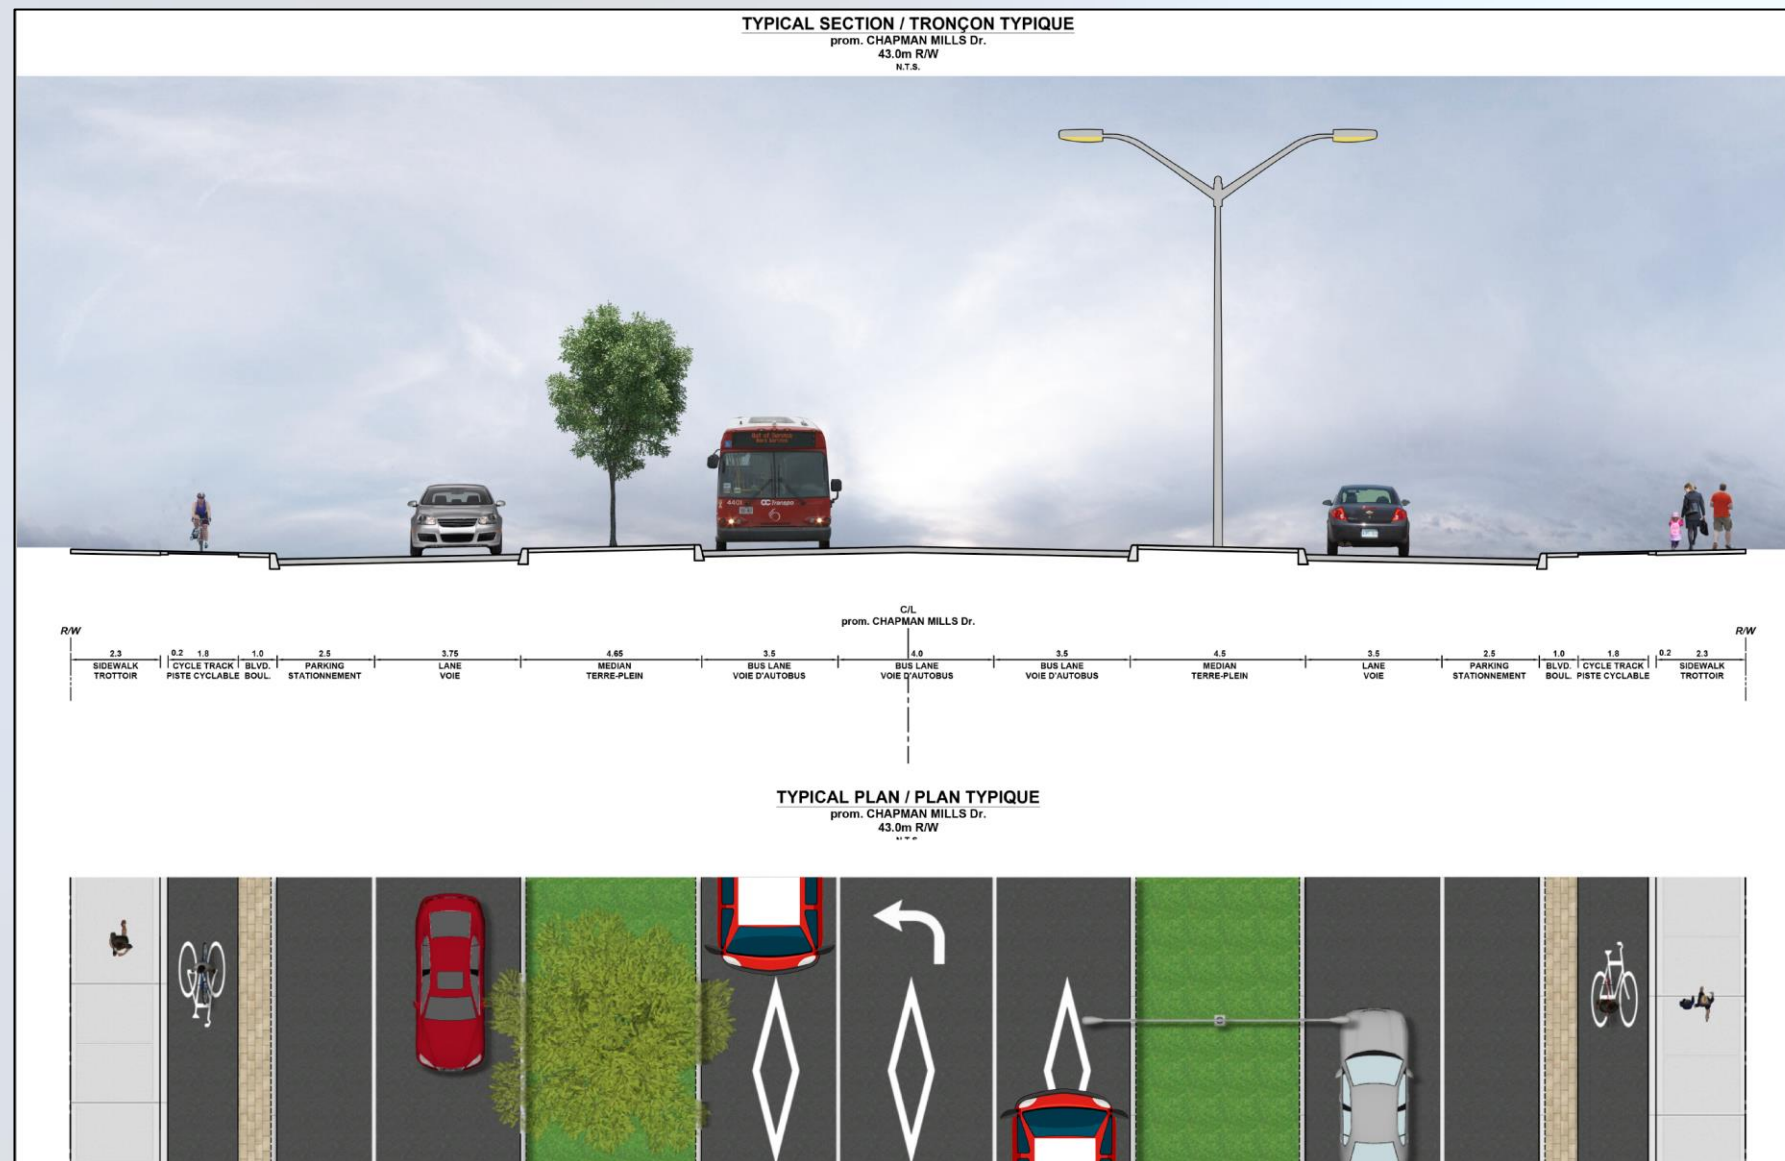 TYPICAL SECTION / TRONÇON TYPIQUE
prom. CHAPMAN MILLS Dr.
43.0m R/W
N.T.S.
4401
OC Transpo
C/L
prom. CHAPMAN MILLS Dr.
R/W
R/W
2.3 0.2 1.8 1.0 2.5 3.75 4.65 3.5 4.0 3.5 4.5 3.5 2.5 1.0 1.8 0.2 2.3
SIDEWALK CYCLE TRACK BLVD. PARKING LANE MEDIAN BUS LANE BUS LANE BUS LANE MEDIAN LANE PARKING BLVD. CYCLE TRACK SIDEWALK
TROTTOIR PISTE CYCLABLE BOUL. STATIONNEMENT VOIE TERRE-PLEIN VOIE D'AUTOBUS VOIE D'AUTOBUS VOIE D'AUTOBUS TERRE-PLEIN VOIE STATIONNEMENT BOUL. PISTE CYCLABLE TROTTOIR
TYPICAL PLAN / PLAN TYPIQUE
prom. CHAPMAN MILLS Dr.
43.0m R/W